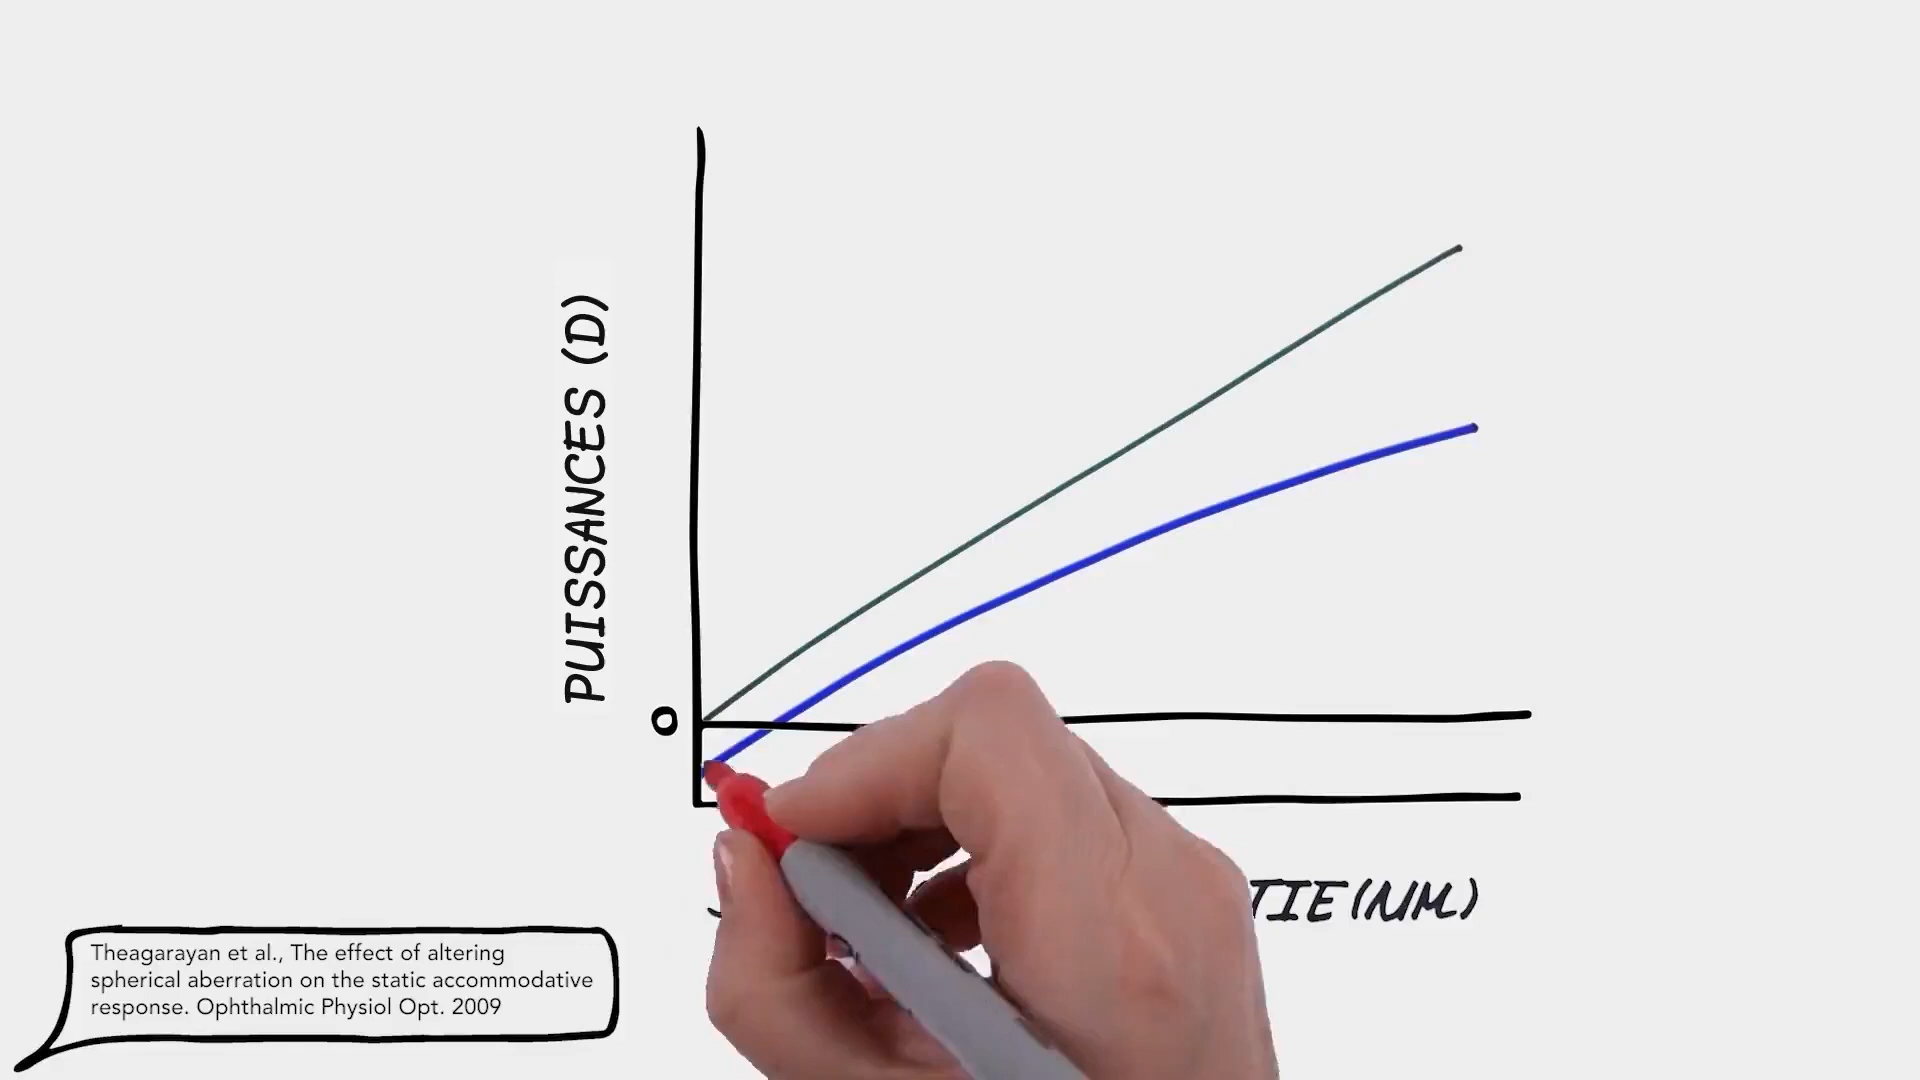 PUISSANCES (D)
0
TIE (NM)
Theagarayan et al., The effect of altering
spherical aberration on the static accommodative
response. Ophthalmic Physiol Opt. 2009